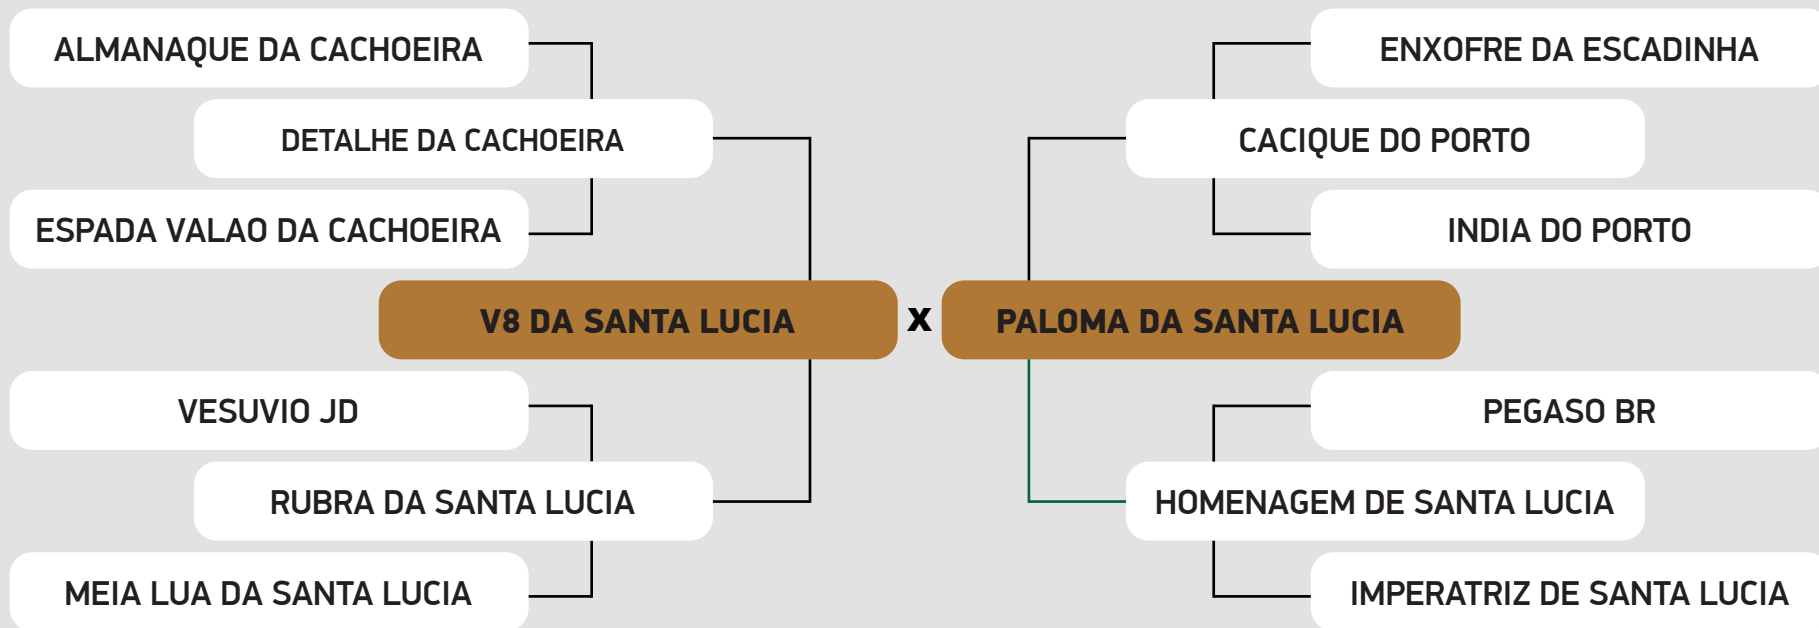 ALMANAQUE DA CACHOEIRA
DETALHE DA CACHOEIRA
ESPADA VALAO DA CACHOEIRA
ENXOFRE DA ESCADINHA
CACIQUE DO PORTO
INDIA DO PORTO
V8 DA SANTA LUCIA x PALOMA DA SANTA LUCIA
VESUVIO JD
RUBRA DA SANTA LUCIA
MEIA LUA DA SANTA LUCIA
PEGASO BR
HOMENAGEM DE SANTA LUCIA
IMPERATRIZ DE SANTA LUCIA